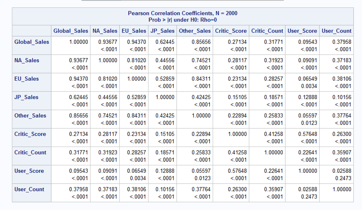 Pearson Correlation Coefficients, N = 2000
Prob > |r| under H0: Rho=0
Global_Sales NA_Sales EU_Sales JP_Sales Other_Sales Critic_Score Critic_Count User_Score User_Count
Global_Sales 1.00000 0.93677 0.94370 0.62445 0.85656 0.27134 0.31771 0.09543 0.37958
<.0001 <.0001 <.0001 <.0001 <.0001 <.0001 <.0001 <.0001
NA_Sales 0.93677 1.00000 0.81020 0.44556 0.74521 0.28117 0.31923 0.09091 0.37183
<.0001 <.0001 <.0001 <.0001 <.0001 <.0001 <.0001 <.0001
EU_Sales 0.94370 0.81020 1.00000 0.52859 0.84311 0.23134 0.28257 0.06549 0.38106
<.0001 <.0001 <.0001 <.0001 <.0001 <.0001 0.0034 <.0001
JP_Sales 0.62445 0.44556 0.52859 1.00000 0.42425 0.15105 0.18571 0.12888 0.10156
<.0001 <.0001 <.0001 <.0001 <.0001 <.0001 <.0001 <.0001
Other_Sales 0.85656 0.74521 0.84311 0.42425 1.00000 0.22894 0.25833 0.05597 0.37764
<.0001 <.0001 <.0001 <.0001 <.0001 <.0001 0.0123 <.0001
Critic_Score 0.27134 0.28117 0.23134 0.15105 0.22894 1.00000 0.41258 0.57648 0.26300
<.0001 <.0001 <.0001 <.0001 <.0001 <.0001 <.0001 <.0001
Critic_Count 0.31771 0.31923 0.28257 0.18571 0.25833 0.41258 1.00000 0.22641 0.35907
<.0001 <.0001 <.0001 <.0001 <.0001 <.0001 <.0001 <.0001
User_Score 0.09543 0.09091 0.06549 0.12888 0.05597 0.57648 0.22641 1.00000 0.02588
<.0001 <.0001 0.0034 <.0001 0.0123 <.0001 <.0001 0.2473
User_Count 0.37958 0.37183 0.38106 0.10156 0.37764 0.26300 0.35907 0.02588 1.00000
<.0001 <.0001 <.0001 <.0001 <.0001 <.0001 <.0001 0.2473